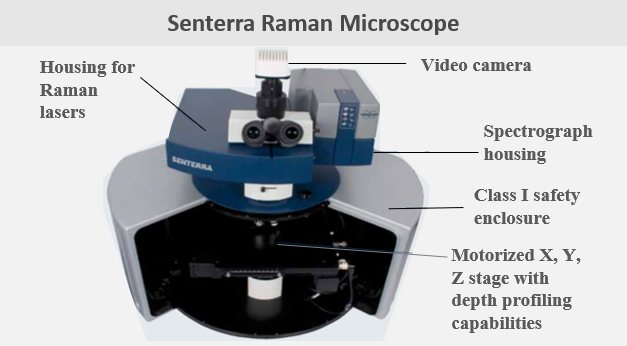 Senterra Raman Microscope
Housing for
Raman
lasers
Video camera
Spectrograph
housing
SENTERRA
Class I safety
enclosure
Motorized X, Y,
Z stage with
depth profiling
capabilities